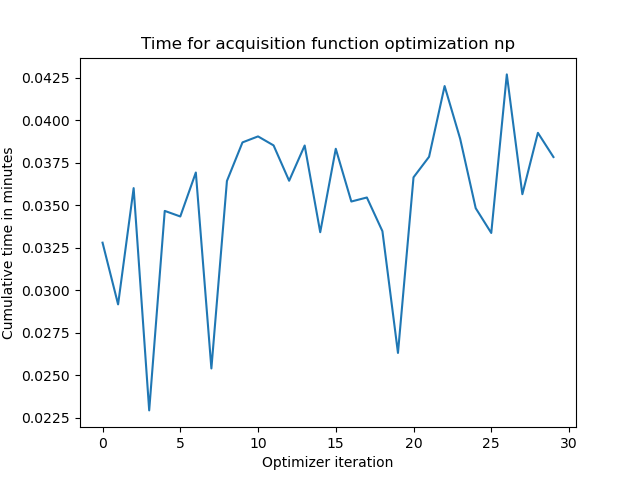 Time for acquisition function optimization np
0.0425
0.0400
0.0375
0.0350
0.0325
0.0300
0.0275
0.0250
0.0225
Cumulative time in minutes
0 5 10 15 20 25 30
Optimizer iteration